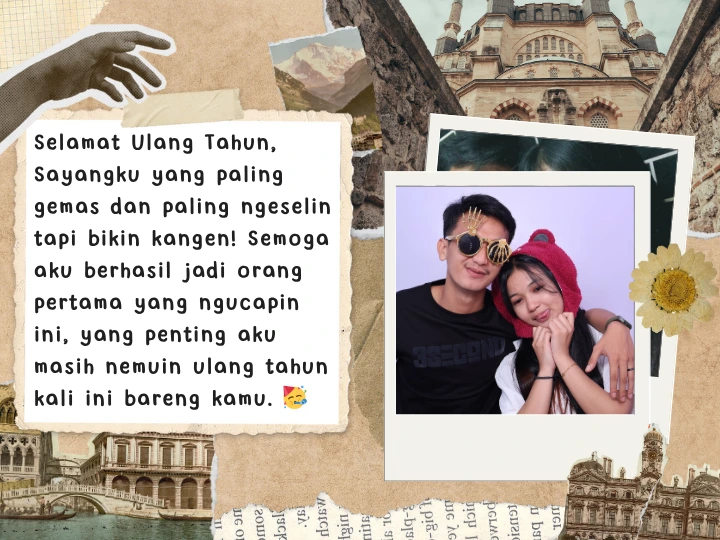 Selamat Ulang Tahun,
Sayangku yang paling
gemas dan paling ngeselin
tapi bikin kangen! Semoga
aku berhasil jadi orang
pertama yang ngucapin
ini, yang penting aku
masih nemuin ulang tahun
kali ini bareng kamu. 🥳
3SECOND